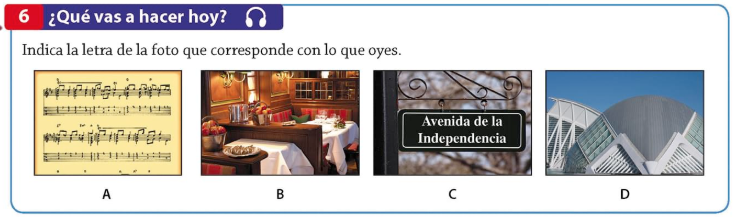 6 ¿Qué vas a hacer hoy?
Indica la letra de la foto que corresponde con lo que oyes.
Avenida de la
Independencia
A
B
C
D